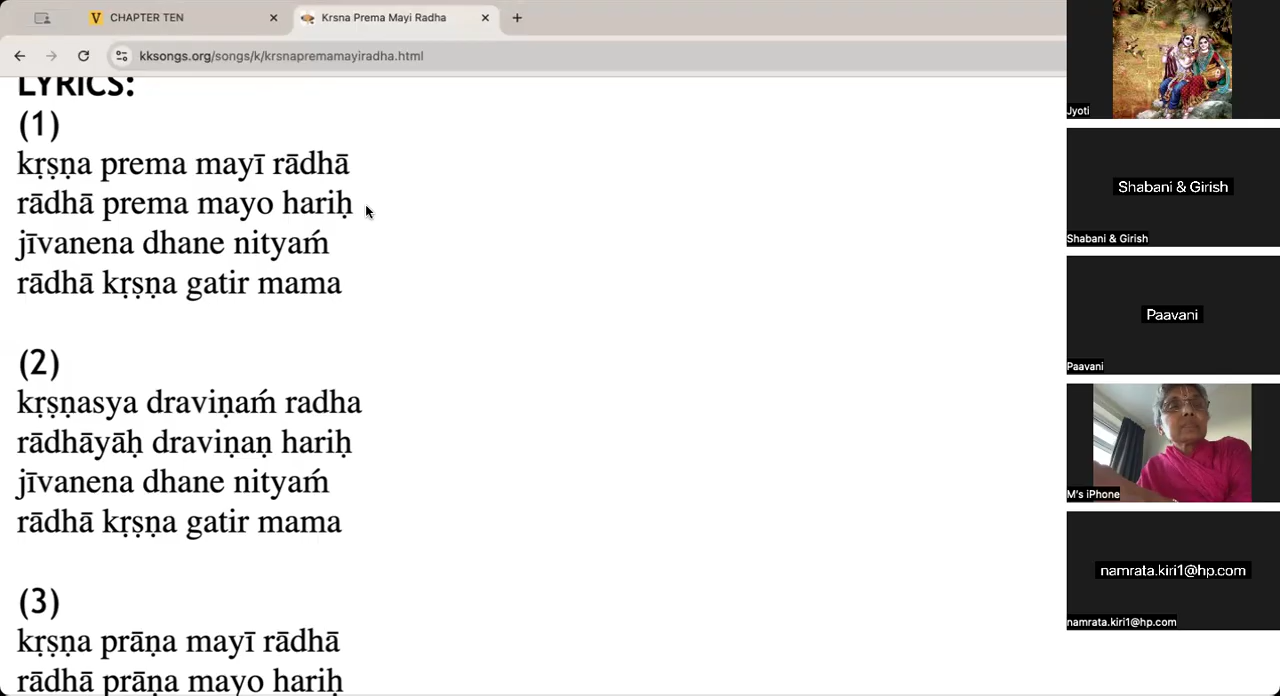 CHAPTER TEN
Krsna Prema Mayi Radha
kksongs.org/songs/k/krsnapremamayiradha.html
LYRICS:
(1)
kṛṣṇa prema mayī rādhā
rādhā prema mayo hariḥ
jīvanena dhane nityaḿ
rādhā kṛṣṇa gatir mama
(2)
kṛṣṇasya draviṇaḿ radha
rādhāyāḥ draviṇaṇ hariḥ
jīvanena dhane nityaḿ
rādhā kṛṣṇa gatir mama
(3)
kṛṣṇa prāṇa mayī rādhā
rādhā prāṇa mayo hariḥ
Jyoti
Shabani & Girish
Shabani & Girish
Paavani
Paavani
M's iPhone
namrata.kiri1@hp.com
namrata.kiri1@hp.com